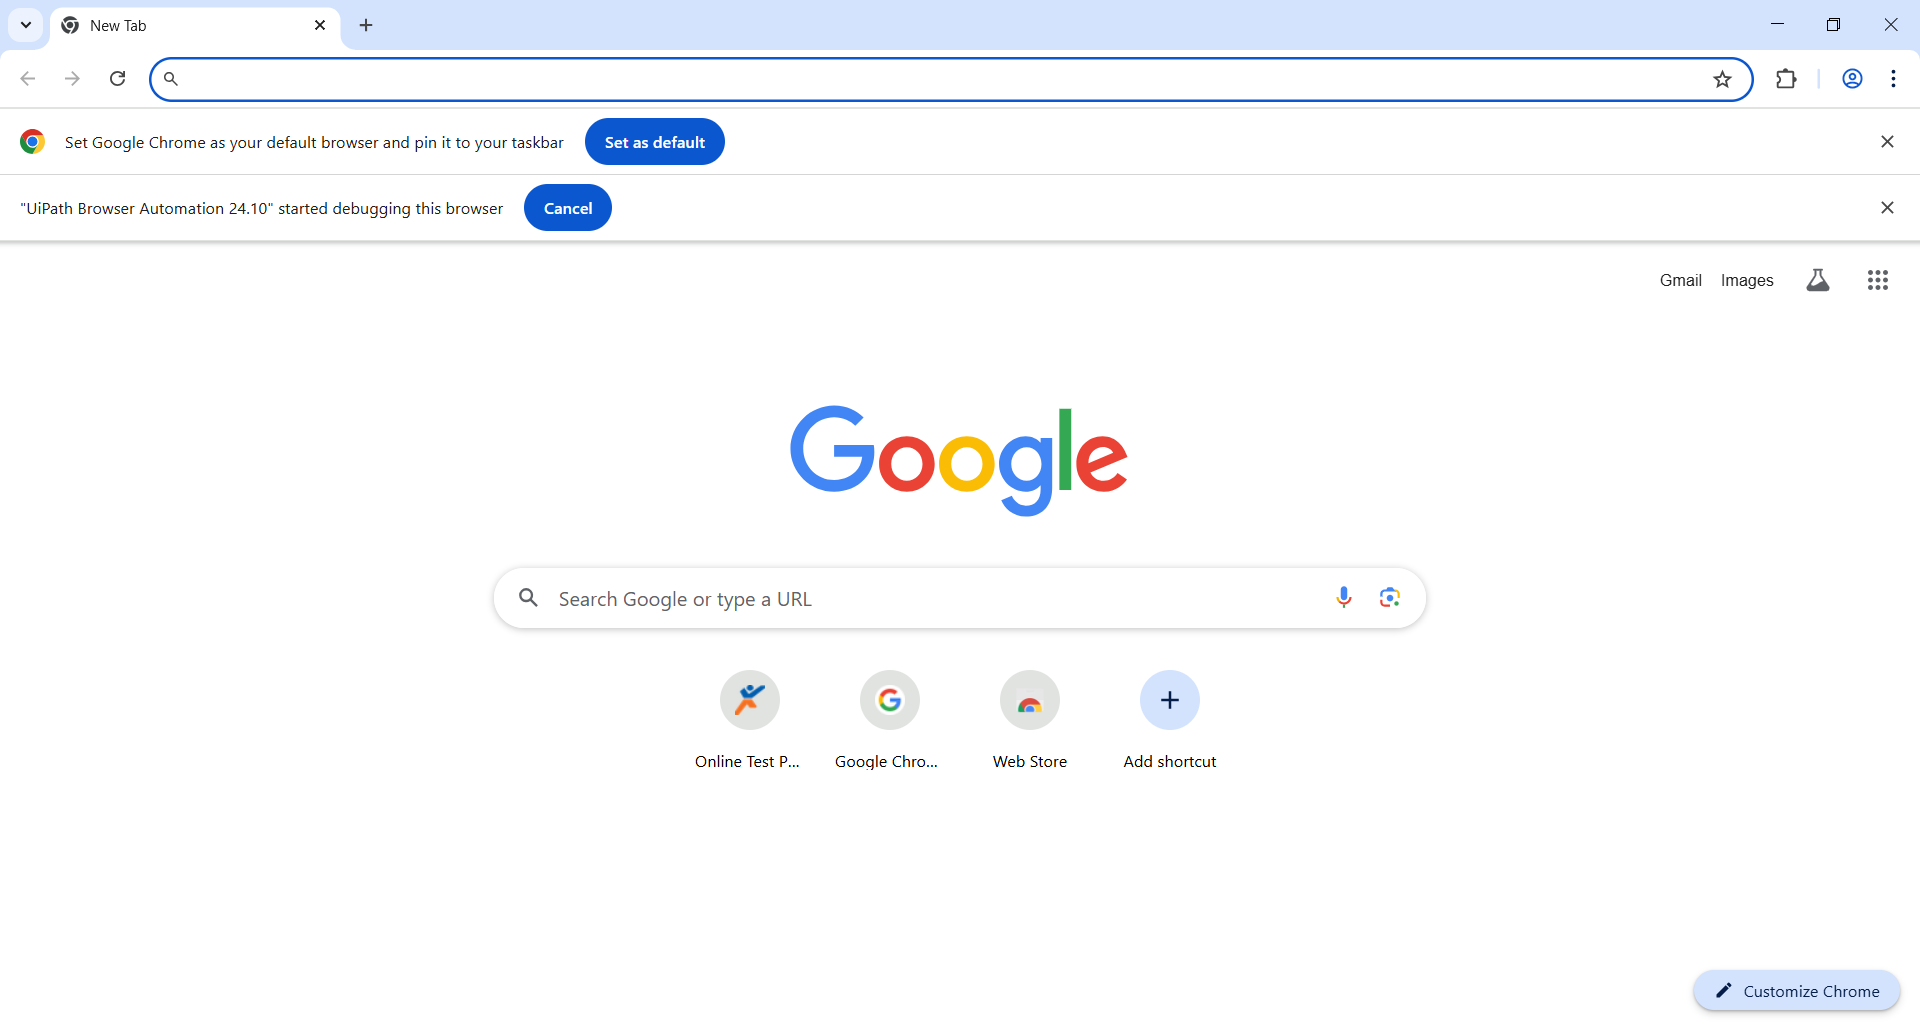 New Tab
Set Google Chrome as your default browser and pin it to your taskbar
Set as default
"UiPath Browser Automation 24.10" started debugging this browser
Cancel
Gmail
Images
Google
Search Google or type a URL
Online Test P...
Google Chro...
Web Store
Add shortcut
Customize Chrome